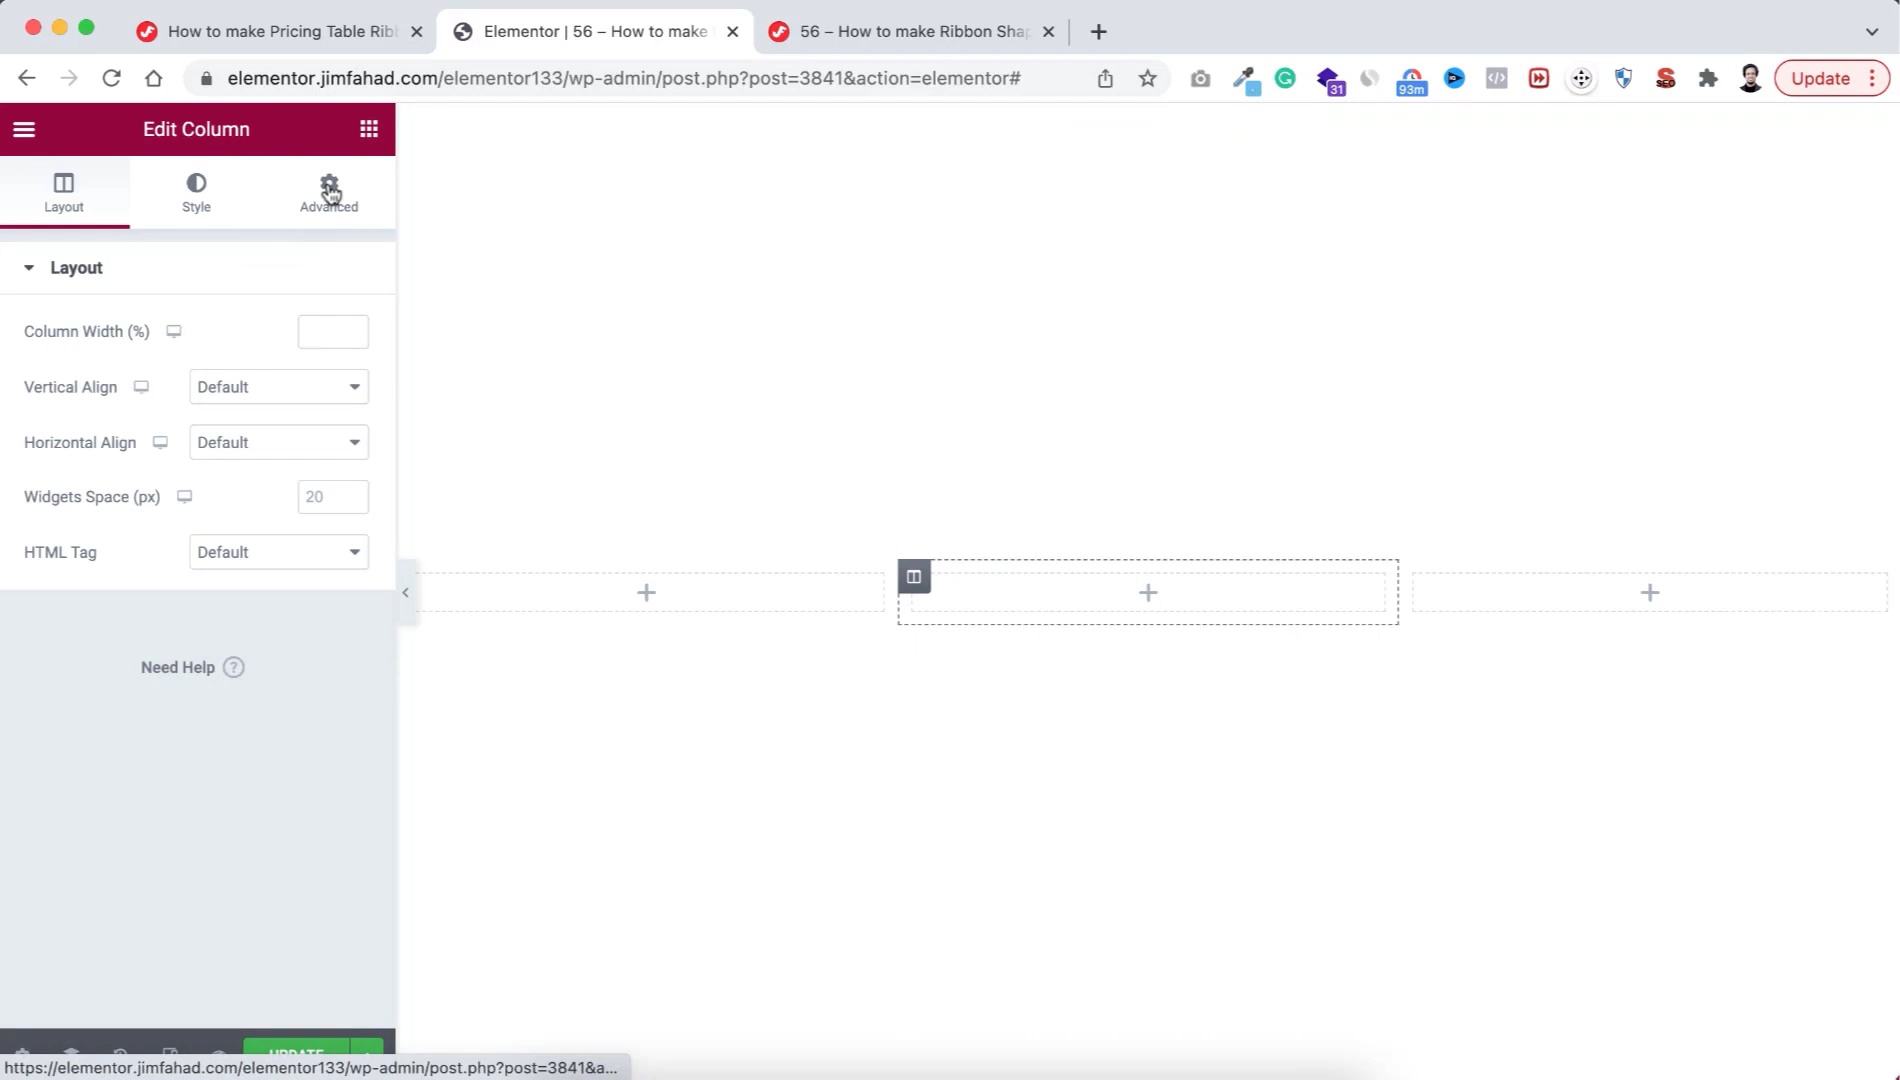 How to make Pricing Table Rib
Elementor | 56 – How to make
56 – How to make Ribbon Sha
elementor.jimfahad.com/elementor133/wp-admin/post.php?post=3841&action=elementor#
31
93m
SEO
Update
Edit Column
Layout
Style
Advanced
Layout
Column Width (%)
Vertical Align
Default
Horizontal Align
Default
Widgets Space (px)
20
HTML Tag
Default
Need Help
?
UPDATE
https://elementor.jimfahad.com/elementor133/wp-admin/post.php?post=3841&a...